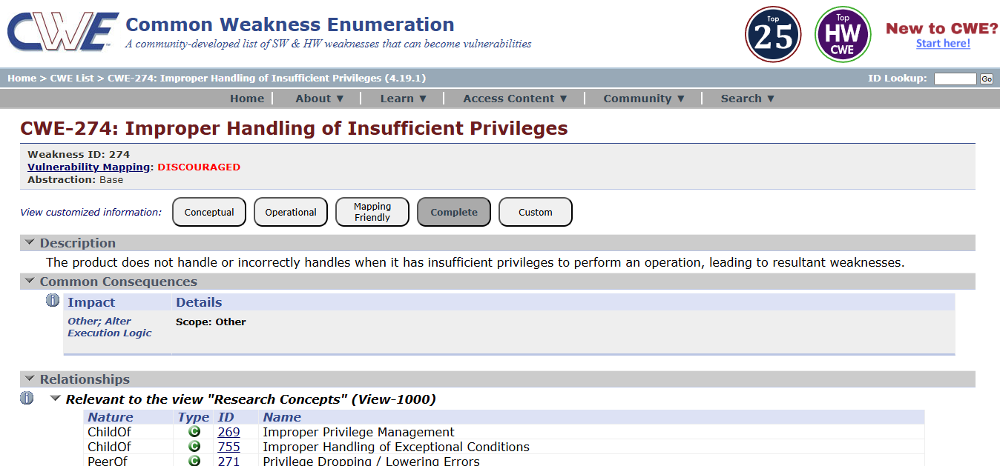 CWE Common Weakness Enumeration
A community-developed list of SW & HW weaknesses that can become vulnerabilities
Top 25
Top HW CWE
New to CWE?
Start here!
Home > CWE List > CWE-274: Improper Handling of Insufficient Privileges (4.19.1)
ID Lookup: Go
Home About ▼ Learn ▼ Access Content ▼ Community ▼ Search ▼
CWE-274: Improper Handling of Insufficient Privileges
Weakness ID: 274
Vulnerability Mapping: DISCOURAGED
Abstraction: Base
View customized information: Conceptual Operational Mapping Friendly Complete Custom
Description
The product does not handle or incorrectly handles when it has insufficient privileges to perform an operation, leading to resultant weaknesses.
Common Consequences
Impact Details
Other; Alter Execution Logic Scope: Other
Relationships
Relevant to the view "Research Concepts" (View-1000)
Nature Type ID Name
ChildOf C 269 Improper Privilege Management
ChildOf C 755 Improper Handling of Exceptional Conditions
PeerOf C 271 Privilege Dropping / Lowering Errors